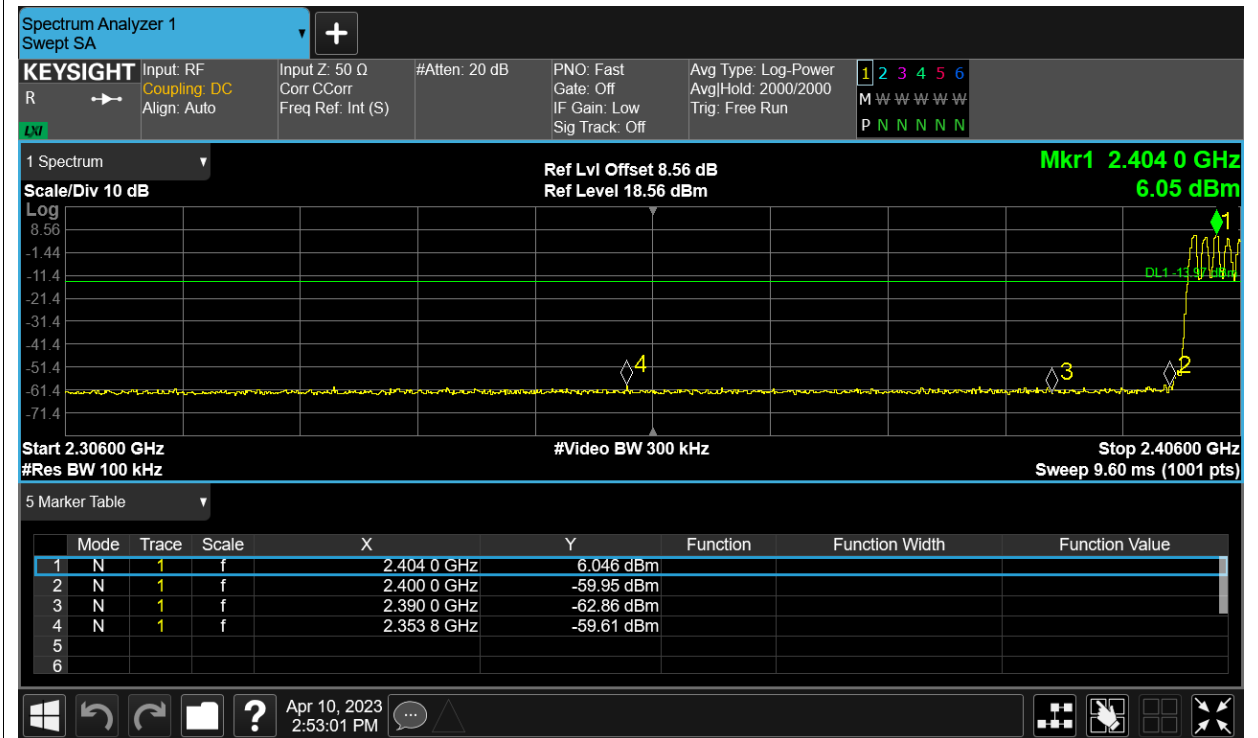 Spectrum Analyzer 1
Swept SA
+
KEYSIGHT Input: RF Input Z: 50 Ω #Atten: 20 dB PNO: Fast Avg Type: Log-Power 1 2 3 4 5 6
R Coupling: DC Corr CCorr Gate: Off Avg|Hold: 2000/2000 M W W W W W
Align: Auto Freq Ref: Int (S) IF Gain: Low Trig: Free Run
LXI Sig Track: Off P N N N N N N
1 Spectrum Ref Lvl Offset 8.56 dB Mkr1 2.404 0 GHz
Scale/Div 10 dB Ref Level 18.56 dBm 6.05 dBm
Log
1
8.56
-1.44
DL1 -13.97 dBm
-11.4
-21.4
-31.4
-41.4
4 3 2
-51.4
-61.4
-71.4
Start 2.30600 GHz #Video BW 300 kHz Stop 2.40600 GHz
#Res BW 100 kHz Sweep 9.60 ms (1001 pts)
5 Marker Table
Mode Trace Scale X Y Function Function Width Function Value
1 N 1 f 2.404 0 GHz 6.046 dBm
2 N 1 f 2.400 0 GHz -59.95 dBm
3 N 1 f 2.390 0 GHz -62.86 dBm
4 N 1 f 2.353 8 GHz -59.61 dBm
5
6
? Apr 10, 2023
2:53:01 PM